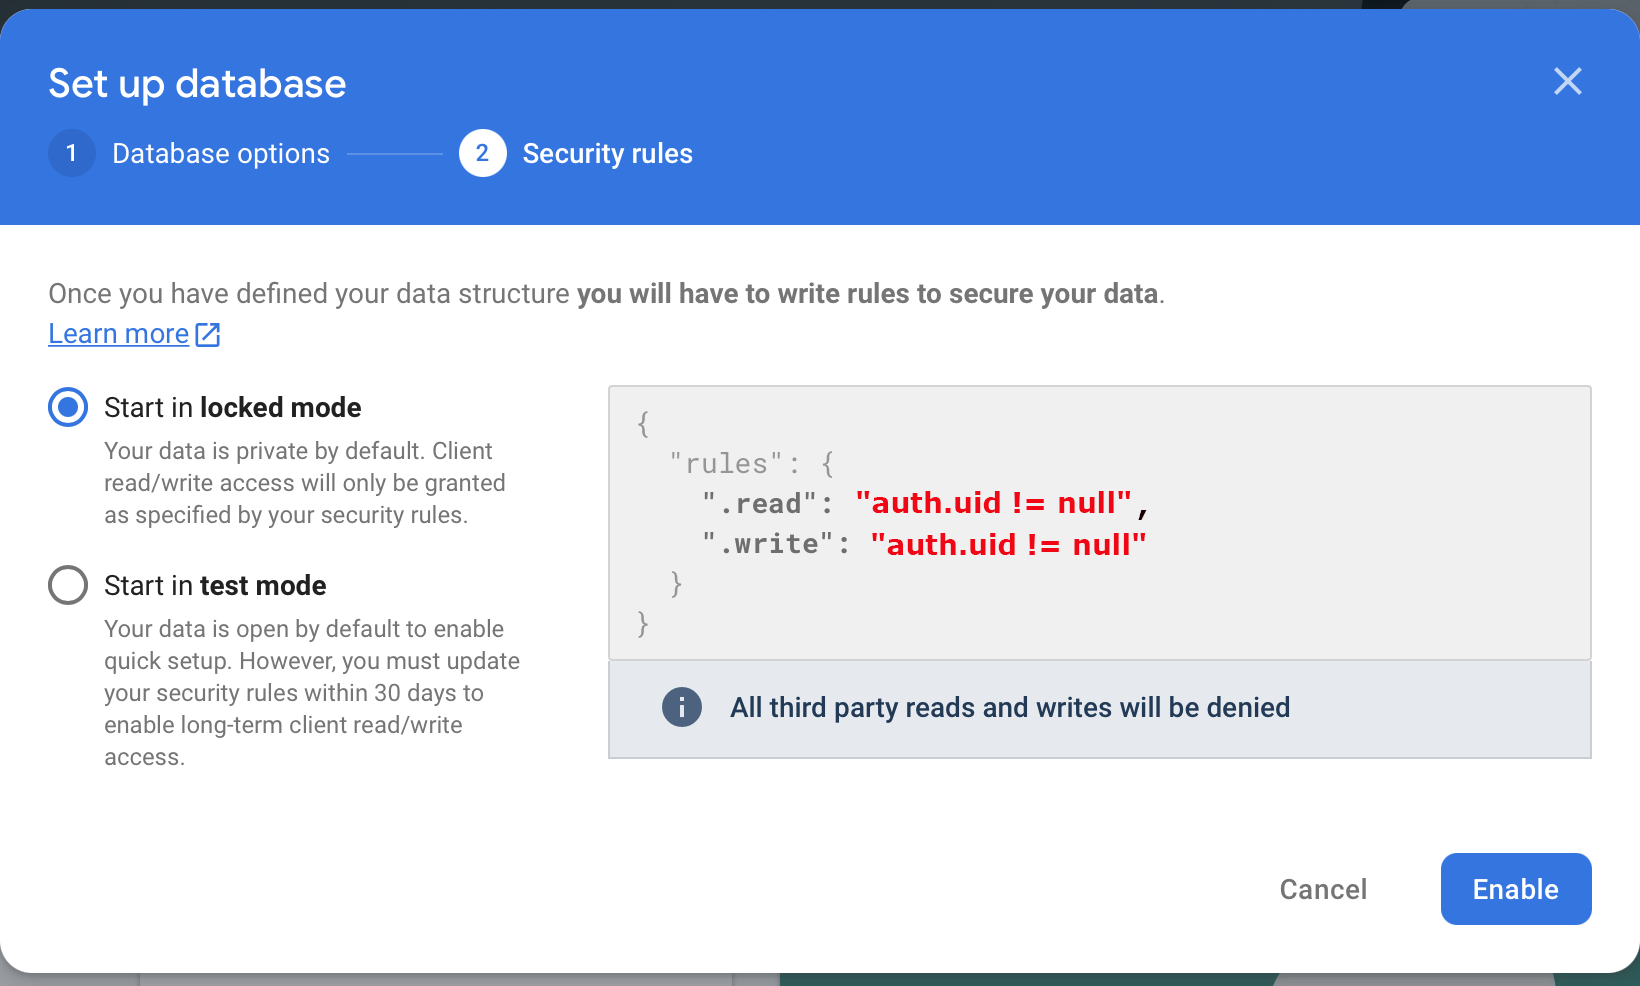 Set up database
1 Database options
2 Security rules
Once you have defined your data structure you will have to write rules to secure your data.
Learn more
Start in locked mode
Your data is private by default. Client
read/write access will only be granted
as specified by your security rules.
Start in test mode
Your data is open by default to enable
quick setup. However, you must update
your security rules within 30 days to
enable long-term client read/write
access.
{
"rules": {
".read": "auth.uid != null",
".write": "auth.uid != null"
}
}
All third party reads and writes will be denied
Cancel
Enable